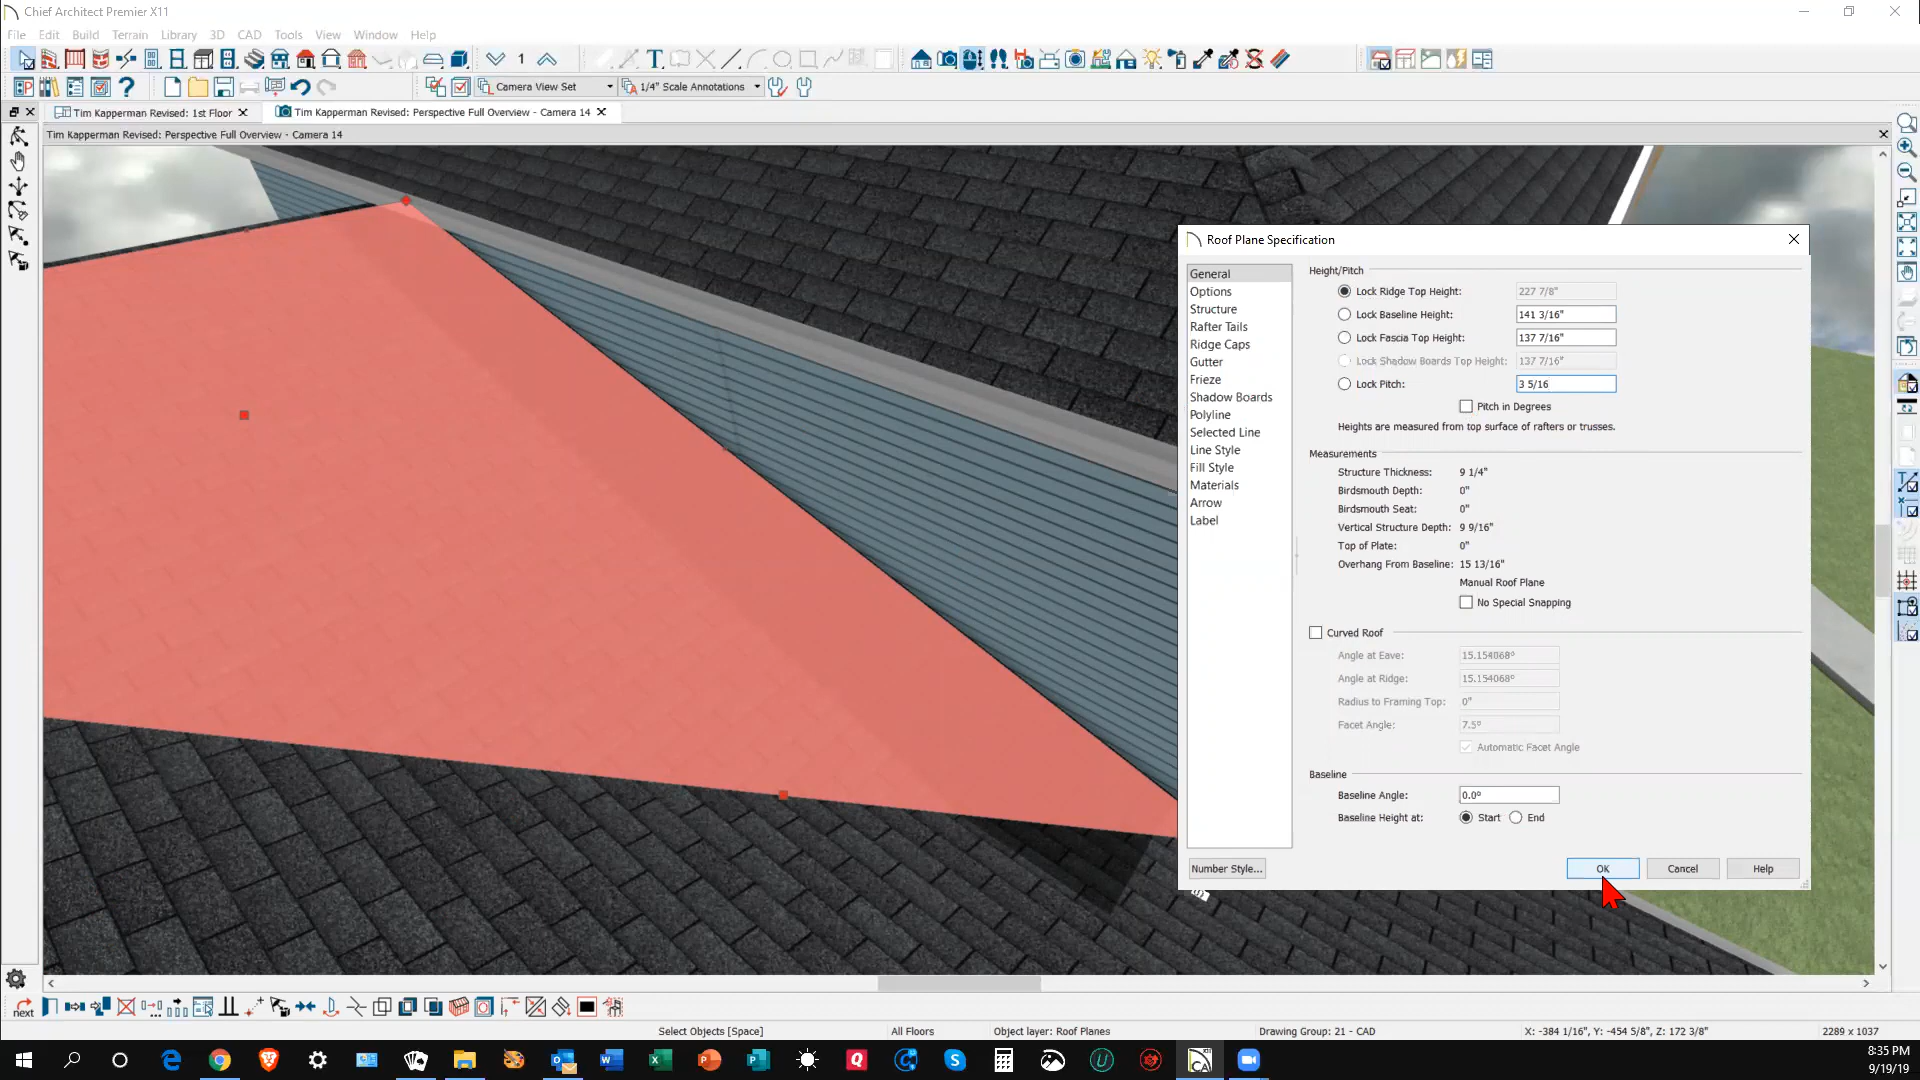 Chief Architect Premier X11
File Edit Build Terrain Library 3D CAD Tools View Window Help
1
Camera View Set 1/4" Scale Annotations
Tim Kapperman Revised: 1st Floor Tim Kapperman Revised: Perspective Full Overview - Camera 14
Tim Kapperman Revised: Perspective Full Overview - Camera 14
Roof Plane Specification
General
Options
Structure
Rafter Tails
Ridge Caps
Gutter
Frieze
Shadow Boards
Polyline
Selected Line
Line Style
Fill Style
Materials
Arrow
Label
Height/Pitch
Lock Ridge Top Height: 227 7/8"
Lock Baseline Height: 141 3/16"
Lock Fascia Top Height: 137 7/16"
Lock Shadow Boards Top Height: 137 7/16"
Lock Pitch: 3 5/16
Pitch in Degrees
Heights are measured from top surface of rafters or trusses.
Measurements
Structure Thickness: 9 1/4"
Birdsmouth Depth: 0"
Birdsmouth Seat: 0"
Vertical Structure Depth: 9 9/16"
Top of Plate: 0"
Overhang From Baseline: 15 13/16"
Manual Roof Plane
No Special Snapping
Curved Roof
Angle at Eave: 15.154068°
Angle at Ridge: 15.154068°
Radius to Framing Top: 0"
Facet Angle: 7.5°
Automatic Facet Angle
Baseline
Baseline Angle: 0.0°
Baseline Height at: Start End
Number Style... OK Cancel Help
next
Select Objects [Space] All Floors Object layer: Roof Planes Drawing Group: 21 - CAD X: -384 1/16", Y: -454 5/8", Z: 172 3/8" 2289 x 1037
8:35 PM
9/19/19